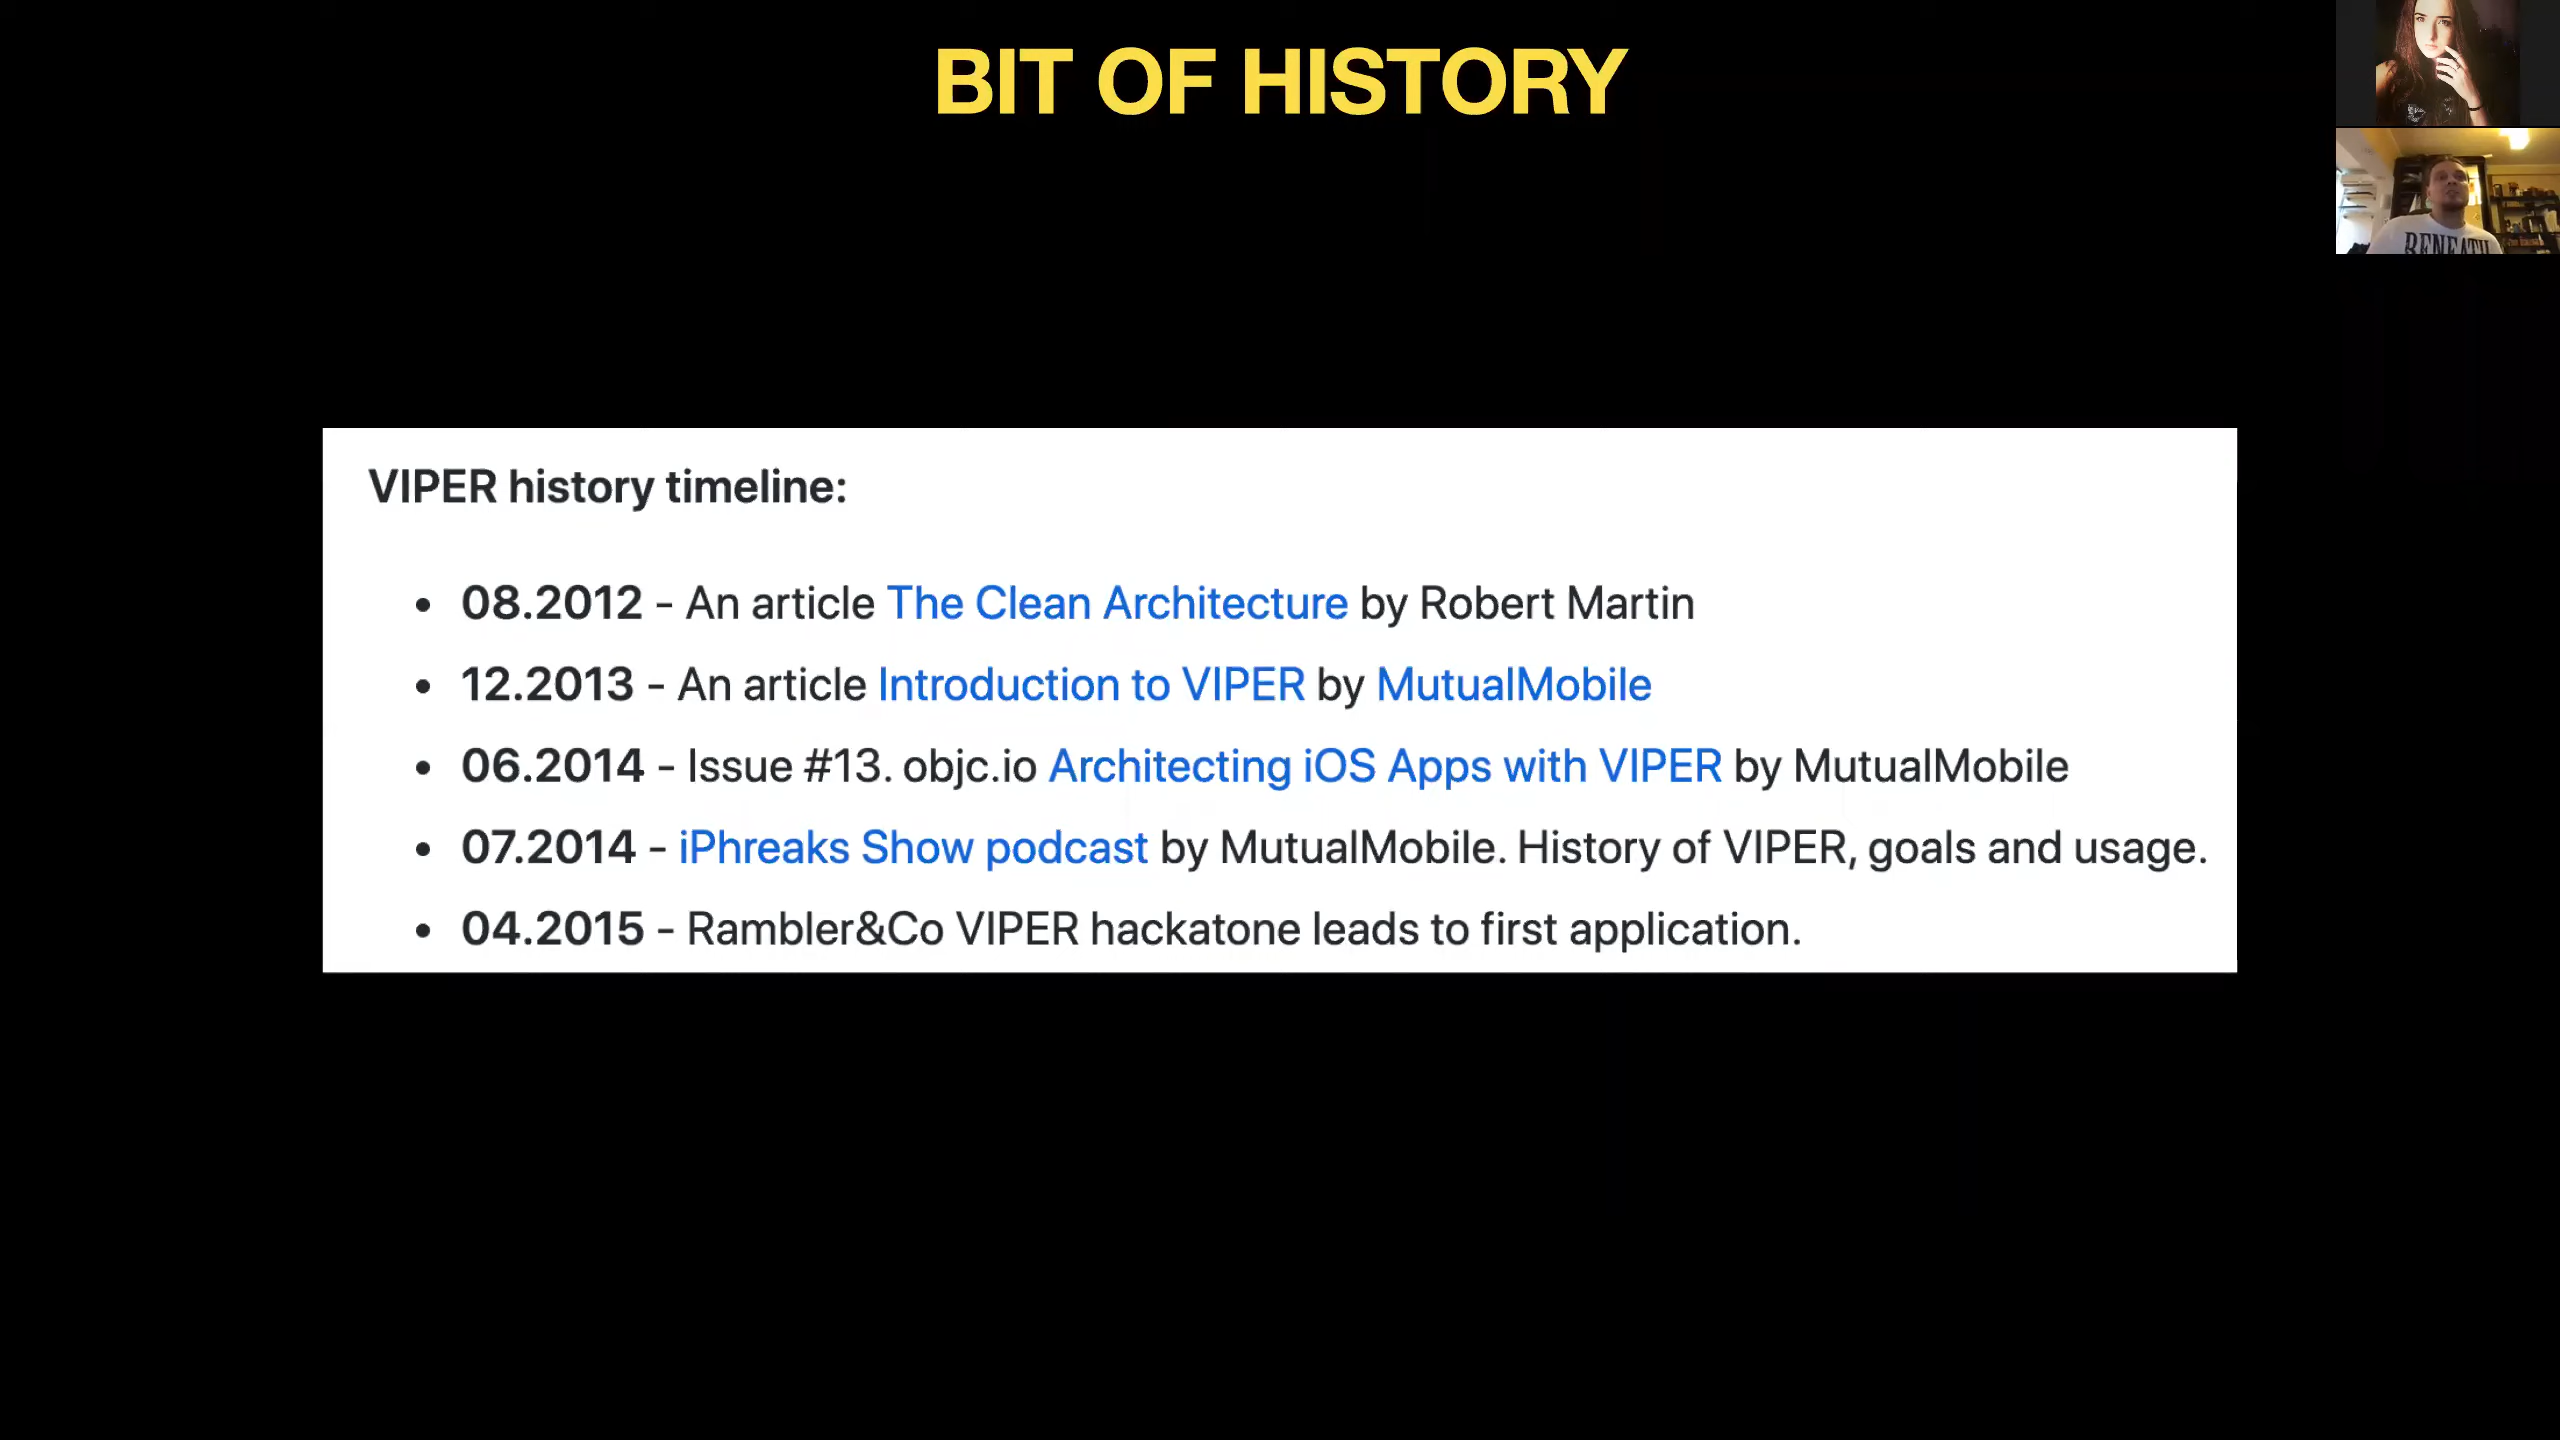 BIT OF HISTORY
VIPER history timeline:
• 08.2012 - An article The Clean Architecture by Robert Martin
• 12.2013 - An article Introduction to VIPER by MutualMobile
• 06.2014 - Issue #13. objc.io Architecting iOS Apps with VIPER by MutualMobile
• 07.2014 - iPhreaks Show podcast by MutualMobile. History of VIPER, goals and usage.
• 04.2015 - Rambler&Co VIPER hackatone leads to first application.
BENEATH